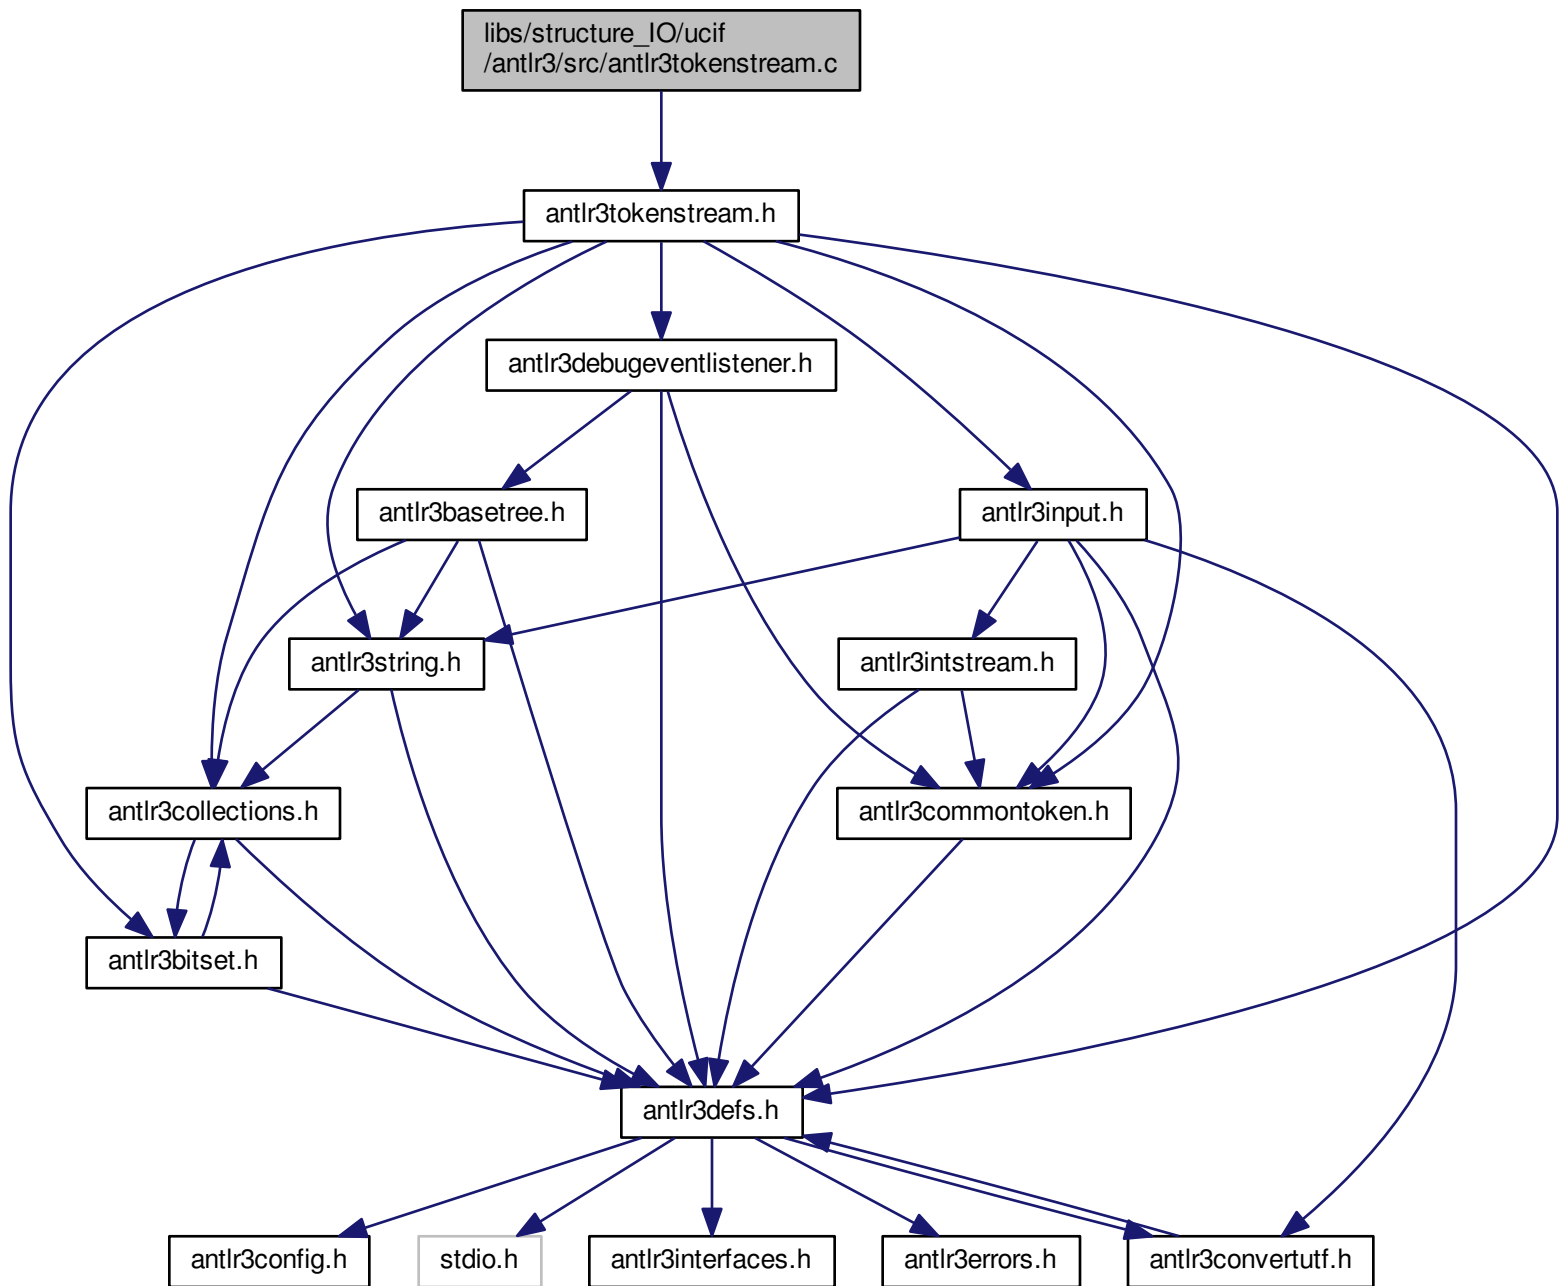 libs/structure_IO/ucif
/antlr3/src/antlr3tokenstream.c
antlr3tokenstream.h
antlr3debugeventlistener.h
antlr3basetree.h
antlr3input.h
antlr3string.h
antlr3intstream.h
antlr3collections.h
antlr3commontoken.h
antlr3bitset.h
antlr3defs.h
antlr3config.h
stdio.h
antlr3interfaces.h
antlr3errors.h
antlr3convertutf.h